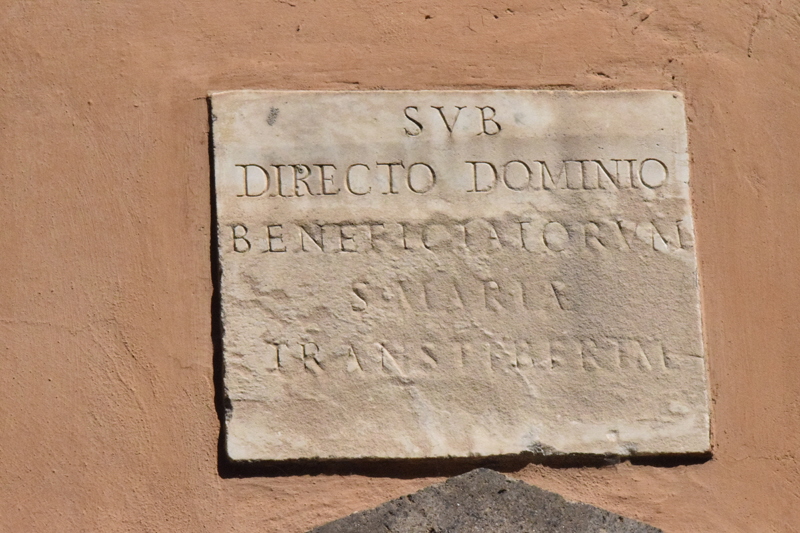 SVB
DIRECTO DOMINIO
BENEFICIATORVM
S·MARIA
TRANSTIBERIM